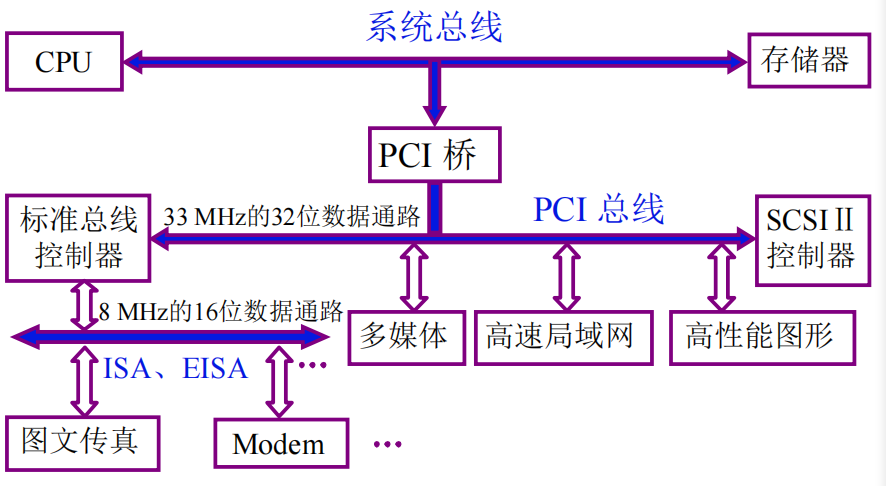 系统总线
CPU
存储器
PCI 桥
标准总线
控制器
33 MHz的32位数据通路
PCI 总线
SCSI Ⅱ
控制器
8 MHz的16位数据通路
多媒体
高速局域网
高性能图形
ISA、EISA
…
图文传真
Modem
…